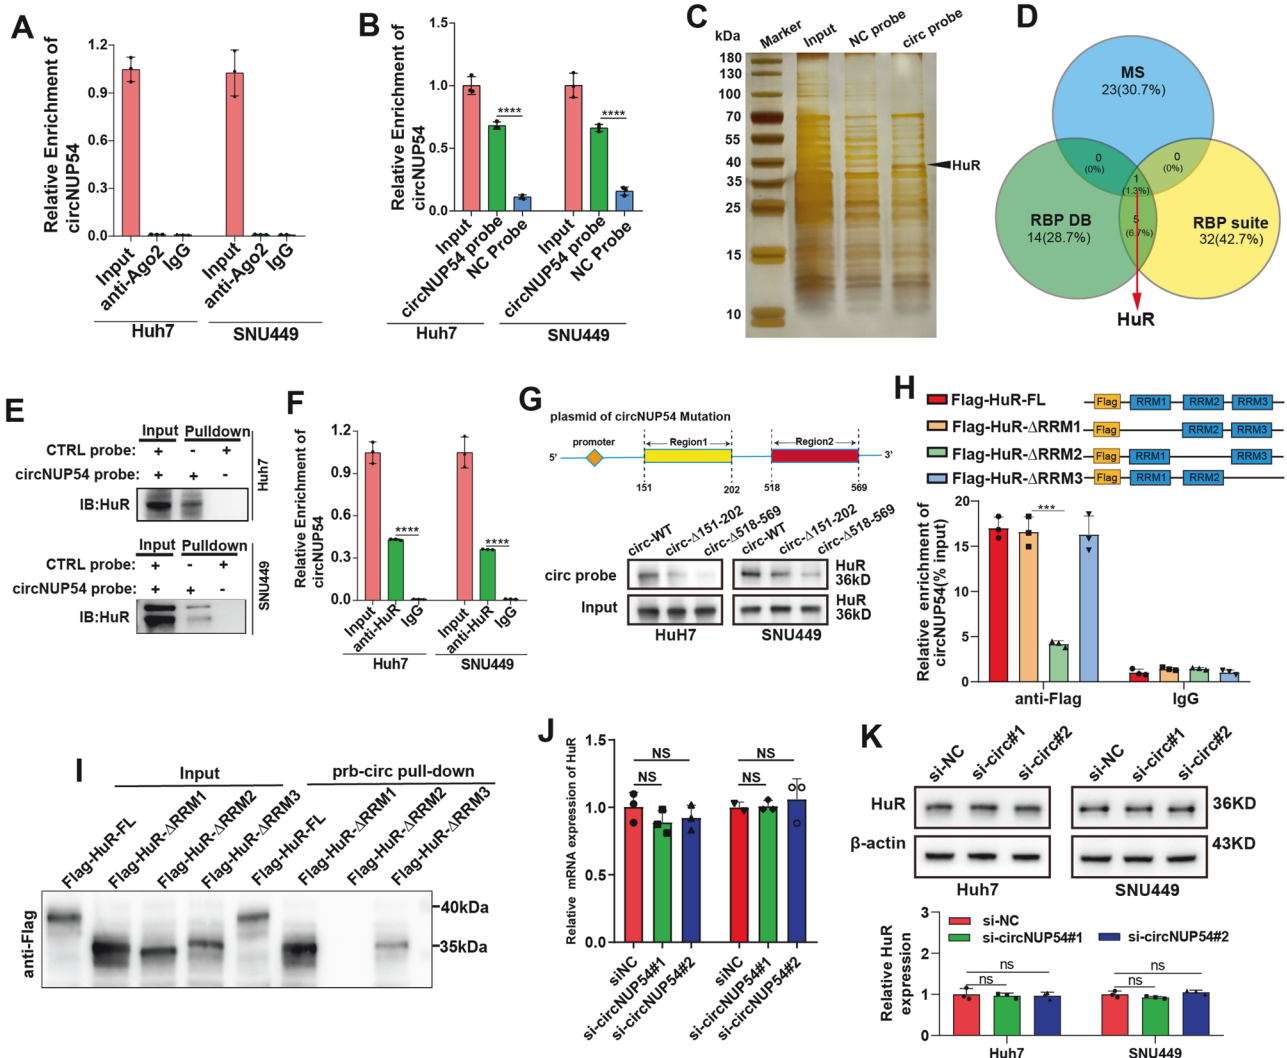 A
Relative Enrichment of
circNUP54
1.2
0.9
0.6
0.3
0.0
Input
anti-Ago2
IgG
Input
anti-Ago2
IgG
Huh7
SNU449
B
Relative Enrichment of
circNUP54
1.5
1.0
0.5
0.0
****
****
Input
circNUP54 probe
NC Probe
Input
circNUP54 probe
NC Probe
Huh7
SNU449
C
kDa
Marker
Input
NC probe
circ probe
180
130
100
70
55
40
35
25
15
10
HuR
D
MS
23(30.7%)
0
(0%)
0
(0%)
1
(1.3%)
RBP DB
14(28.7%)
5
(6.7%)
RBP suite
32(42.7%)
HuR
E
Input Pulldown
CTRL probe: + - +
circNUP54 probe: + + -
IB:HuR
Huh7
Input Pulldown
CTRL probe: + - +
circNUP54 probe: + + -
IB:HuR
SNU449
F
Relative Enrichment of
circNUP54
1.2
0.9
0.6
0.3
0.0
****
****
Input
anti-HuR
IgG
Input
anti-HuR
IgG
Huh7
SNU449
G
plasmid of circNUP54 Mutation
promoter
Region1
Region2
5'
3'
151
202
518
569
circ-WT
circ-Δ151-202
circ-Δ518-569
circ-WT
circ-Δ151-202
circ-Δ518-569
circ probe
HuR
36kD
Input
HuR
36kD
HuH7
SNU449
H
Flag-HuR-FL
Flag RRM1 RRM2 RRM3
Flag-HuR-ΔRRM1
Flag RRM2 RRM3
Flag-HuR-ΔRRM2
Flag RRM1 RRM3
Flag-HuR-ΔRRM3
Flag RRM1 RRM2
Relative enrichment of
circNUP54(% input)
20
15
10
5
0
***
anti-Flag
IgG
I
Input
prb-circ pull-down
Flag-HuR-FL
Flag-HuR-ΔRRM1
Flag-HuR-ΔRRM2
Flag-HuR-ΔRRM3
Flag-HuR-FL
Flag-HuR-ΔRRM1
Flag-HuR-ΔRRM2
Flag-HuR-ΔRRM3
anti-Flag
40kDa
35kDa
J
Relative mRNA expression of HuR
1.5
1.0
0.5
0.0
NS
NS
NS
NS
siNC
si-circNUP54#1
si-circNUP54#2
siNC
si-circNUP54#1
si-circNUP54#2
K
si-NC
si-circ#1
si-circ#2
si-NC
si-circ#1
si-circ#2
HuR
36KD
β-actin
43KD
Huh7
SNU449
Relative HuR
expression
3
2
1
0
si-NC
si-circNUP54#1
si-circNUP54#2
ns
ns
ns
ns
Huh7
SNU449